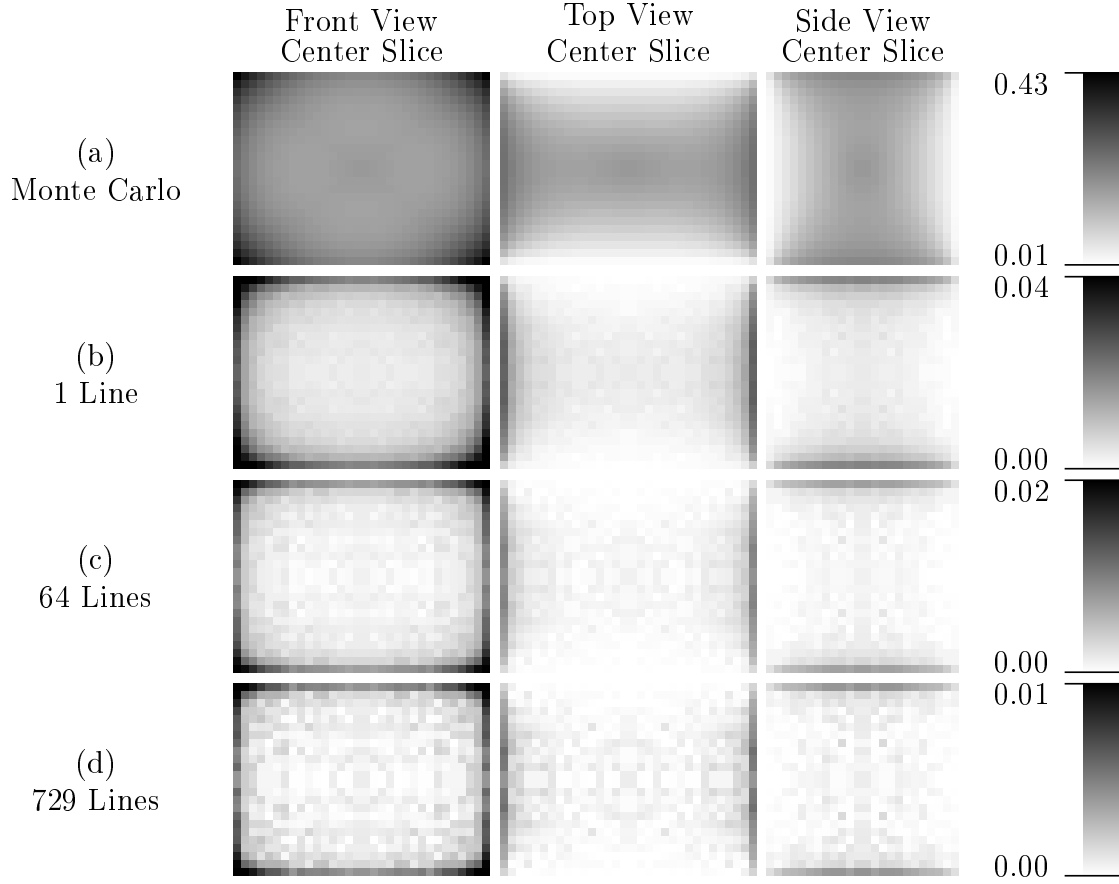 Front View
Center Slice
Top View
Center Slice
Side View
Center Slice
(a)
Monte Carlo
0.43
0.01
(b)
1 Line
0.04
0.00
(c)
64 Lines
0.02
0.00
(d)
729 Lines
0.01
0.00